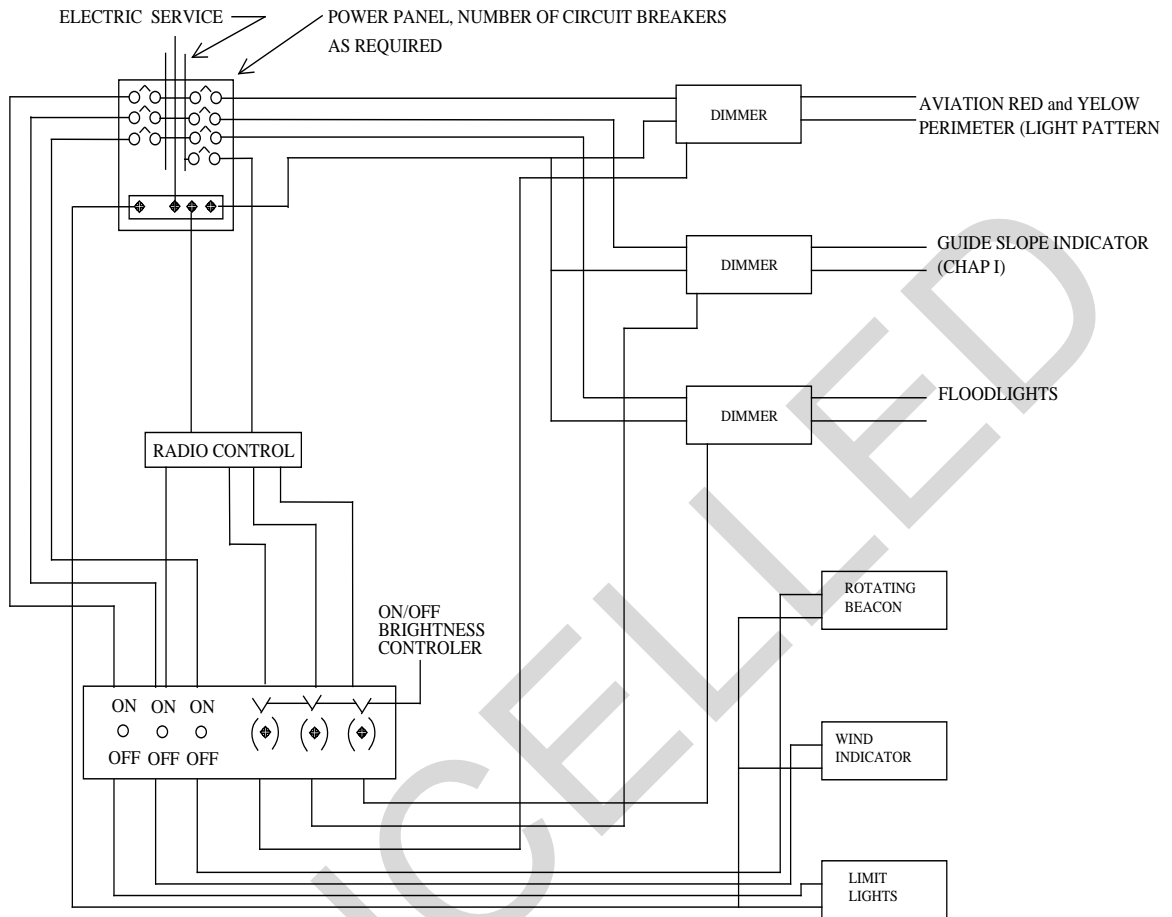 ELECTRIC SERVICE
POWER PANEL, NUMBER OF CIRCUIT BREAKERS
AS REQUIRED
DIMMER
AVIATION RED and YELOW
PERIMETER (LIGHT PATTERN
DIMMER
GUIDE SLOPE INDICATOR
(CHAP I)
DIMMER
FLOODLIGHTS
RADIO CONTROL
ROTATING
BEACON
ON/OFF
BRIGHTNESS
CONTROLER
ON ON ON
OFF OFF OFF
WIND
INDICATOR
LIMIT
LIGHTS
NCELLED